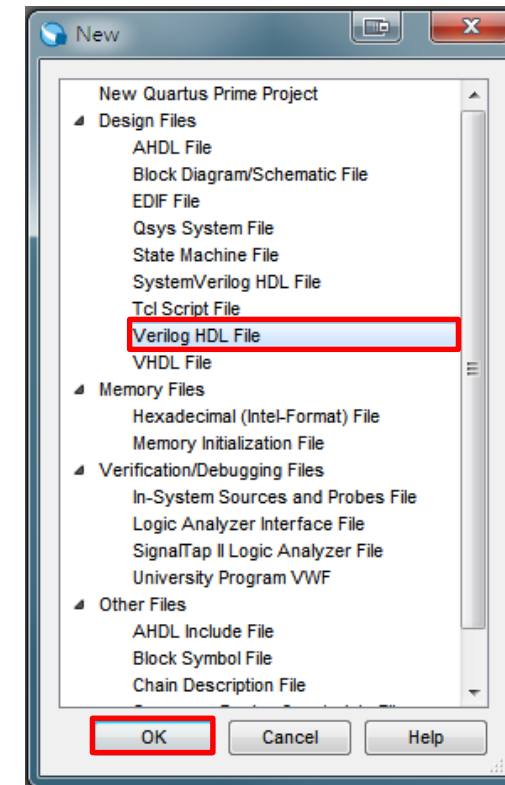 New
New Quartus Prime Project
Design Files
AHDL File
Block Diagram/Schematic File
EDIF File
Qsys System File
State Machine File
SystemVerilog HDL File
Tcl Script File
Verilog HDL File
VHDL File
Memory Files
Hexadecimal (Intel-Format) File
Memory Initialization File
Verification/Debugging Files
In-System Sources and Probes File
Logic Analyzer Interface File
SignalTap II Logic Analyzer File
University Program VWF
Other Files
AHDL Include File
Block Symbol File
Chain Description File
OK Cancel Help